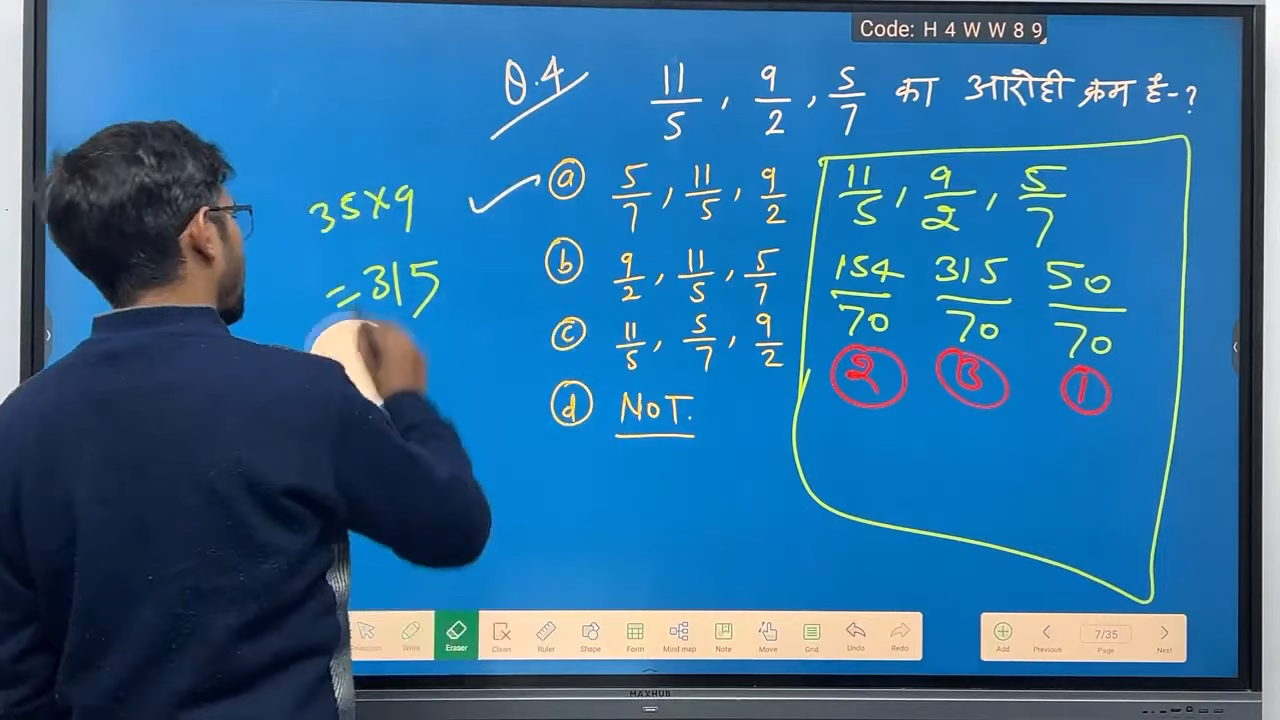 Code: H 4 W W 8 9
Q.4 11/5, 9/2, 5/7 का आरोही क्रम है-?
ⓐ 5/7, 11/5, 9/2
ⓑ 9/2, 11/5, 5/7
ⓒ 11/5, 5/7, 9/2
ⓓ NOT.
35×9
=315
11/5, 9/2, 5/7
154/70 315/70 50/70
② ③ ①
Selection Write Eraser Clean Ruler Shape Form Mind map Note Move Grid Undo Redo
Add Previous 7/35 Page Next
MAXHUB